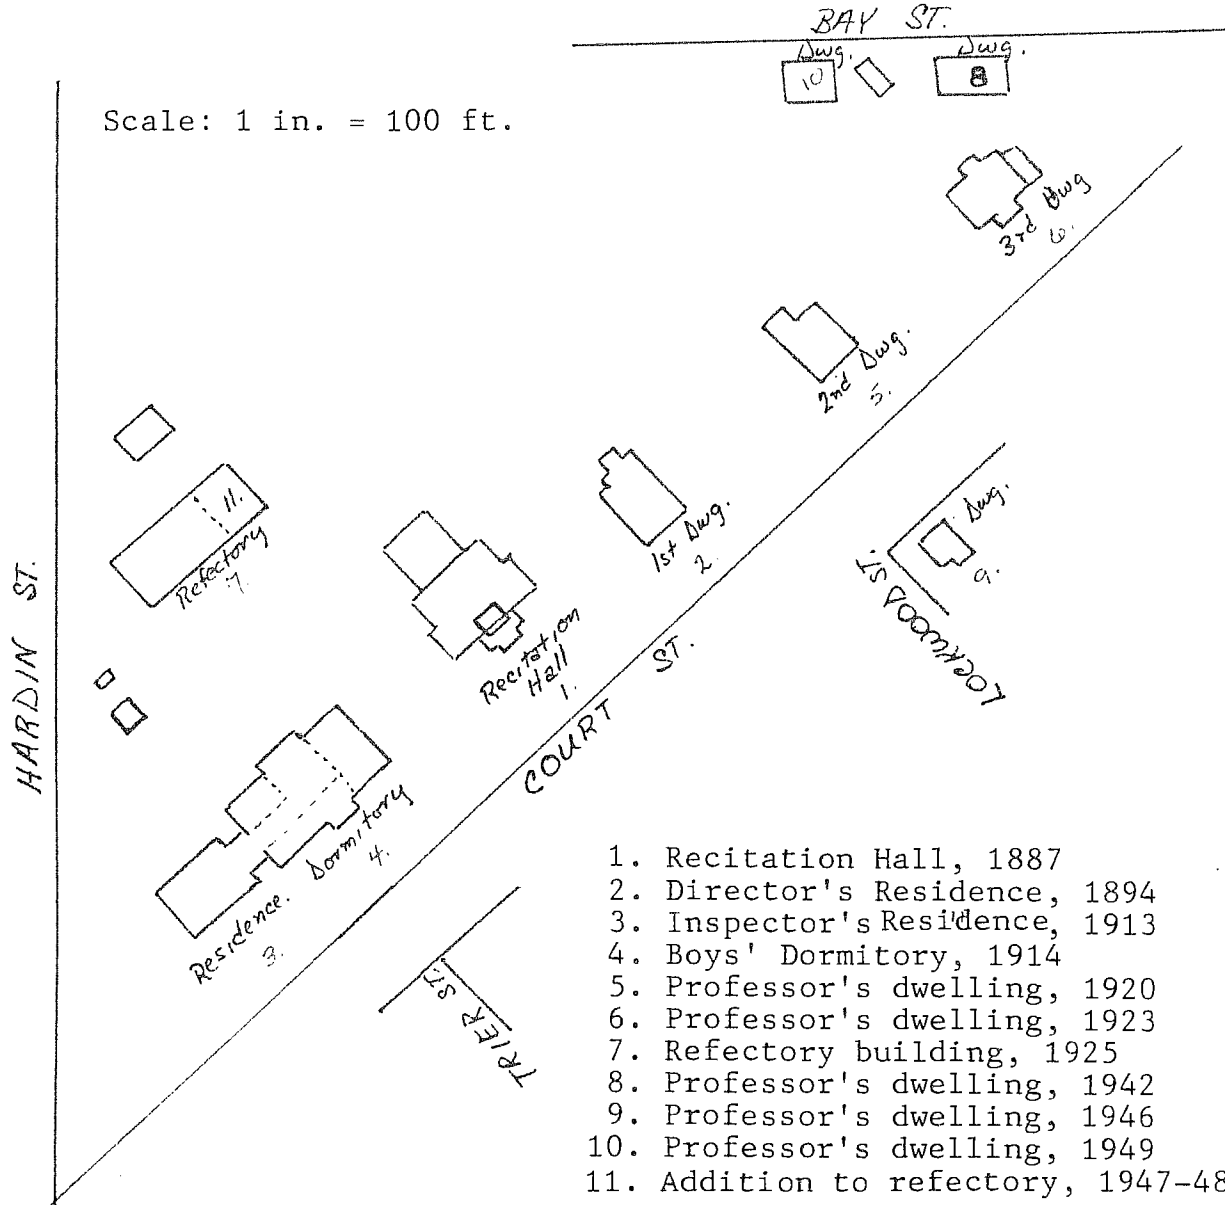 BAY ST.
Dwg.
10
Dwg.
8
Scale: 1 in. = 100 ft.
3rd Dwg
6.
2nd Dwg.
5.
11.
Refectory
7.
1st Dwg.
2.
Dwg.
9.
LOCKWOOD ST.
HARDIN ST.
Recitation
Hall
1.
COURT ST.
Dormitory
4.
Residence.
3.
TRIER ST.
1. Recitation Hall, 1887
2. Director's Residence, 1894
3. Inspector's Residence, 1913
4. Boys' Dormitory, 1914
5. Professor's dwelling, 1920
6. Professor's dwelling, 1923
7. Refectory building, 1925
8. Professor's dwelling, 1942
9. Professor's dwelling, 1946
10. Professor's dwelling, 1949
11. Addition to refectory, 1947-48